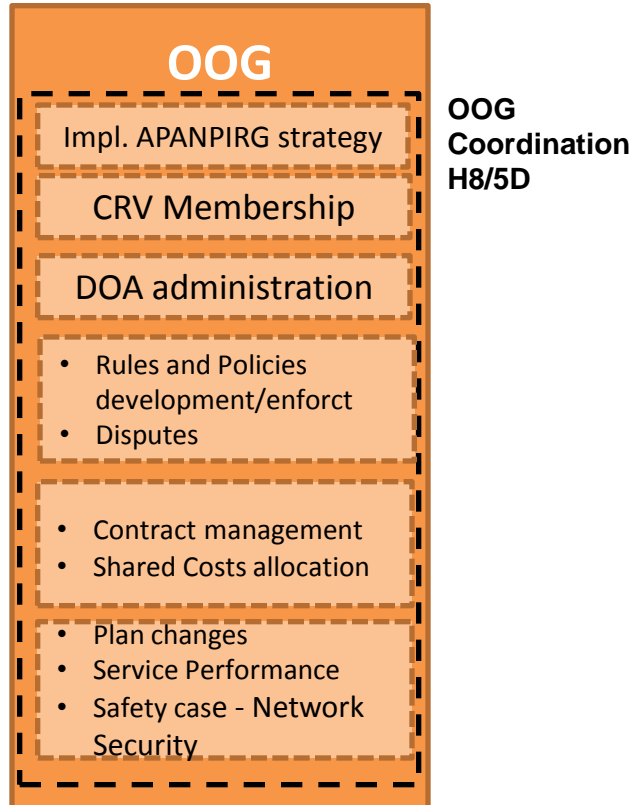 OOG
Impl. APANPIRG strategy
CRV Membership
DOA administration
• Rules and Policies
development/enforct
• Disputes
• Contract management
• Shared Costs allocation
• Plan changes
• Service Performance
• Safety case - Network
Security
OOG
Coordination
H8/5D